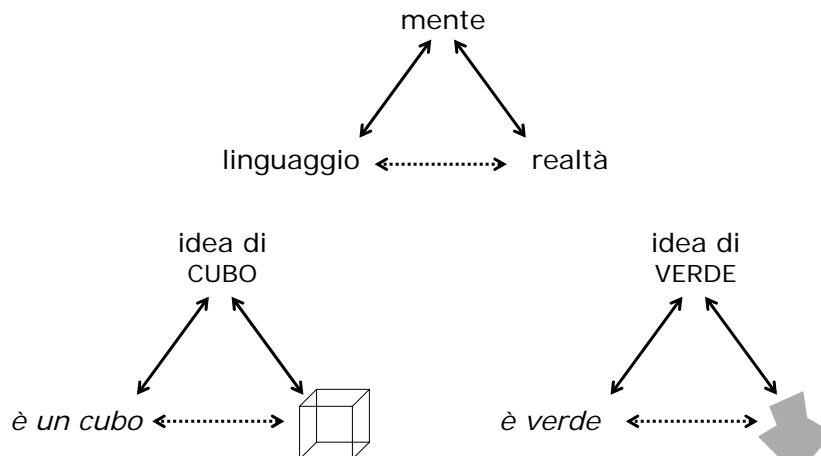 mente
linguaggio
realtà
idea di
CUBO
idea di
VERDE
è un cubo
è verde